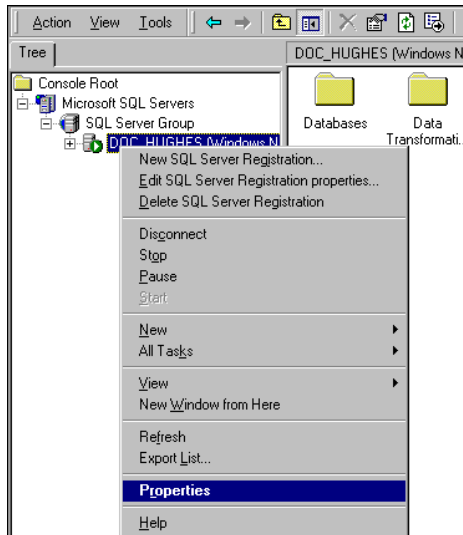 Action View Tools
Tree
DOC_HUGHES (Windows N
Console Root
Microsoft SQL Servers
SQL Server Group
DOC_HUGHES (Windows N
Databases
Data
Transformati...
New SQL Server Registration...
Edit SQL Server Registration properties...
Delete SQL Server Registration
Disconnect
Stop
Pause
Start
New
All Tasks
View
New Window from Here
Refresh
Export List...
Properties
Help